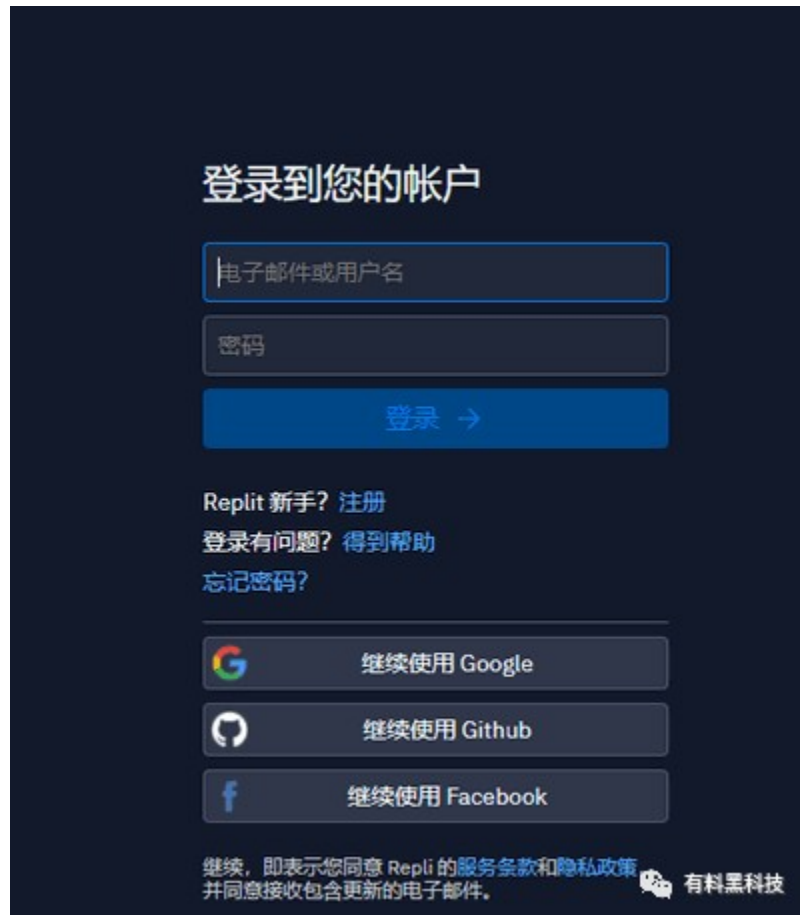 登录到您的帐户
电子邮件或用户名
密码
登录 →
Replit 新手? 注册
登录有问题? 得到帮助
忘记密码?
继续使用 Google
继续使用 Github
继续使用 Facebook
继续，即表示您同意 Repli 的服务条款和隐私政策
并同意接收包含更新的电子邮件。
有料黑科技